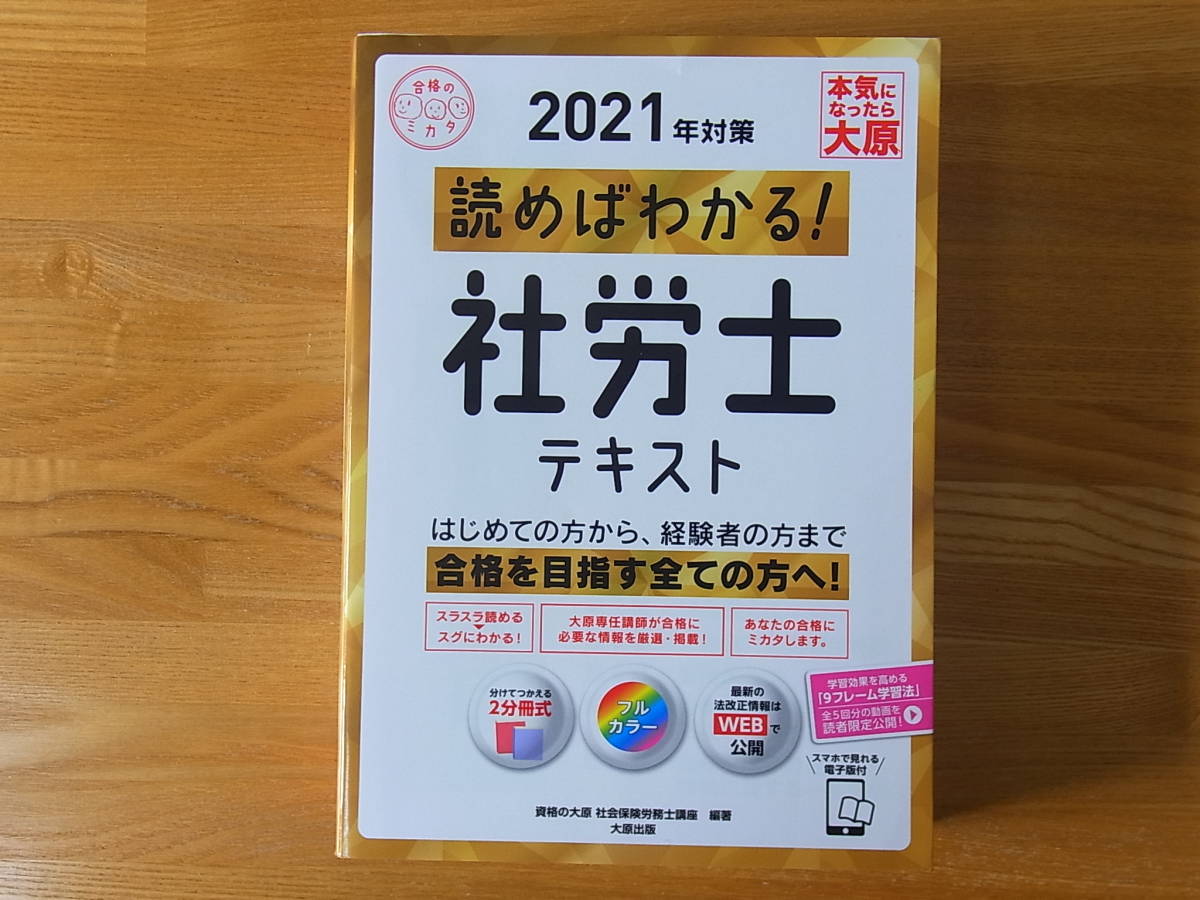 合格の
ミカタ
2021年対策
本気に
なったら
大原
読めばわかる!
社労士
テキスト
はじめての方から、経験者の方まで
合格を目指す全ての方へ!
スラスラ読める
スグにわかる!
大原専任講師が合格に
必要な情報を厳選・掲載!
あなたの合格に
ミカタします。
分けてつかえる
2分冊式
フル
カラー
最新の
法改正情報は
WEBで
公開
学習効果を高める
「9フレーム学習法」
全5回分の動画を
読者限定公開!
スマホで見れる
電子版付
資格の大原 社会保険労務士講座 編著
大原出版